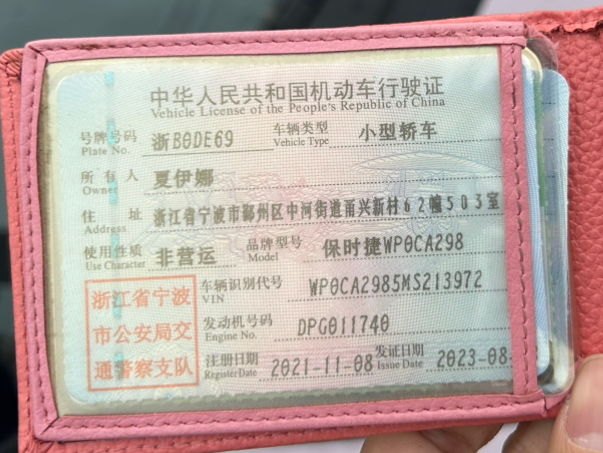 中华人民共和国机动车行驶证
Vehicle License of the People's Republic of China
号牌号码 浙B0DE69 车辆类型 小型轿车
Plate No. Vehicle Type
所有人 夏伊娜
Owner
住址 浙江省宁波市鄞州区中河街道甬兴新村62幢503室
Address
使用性质 非营运 品牌型号 保时捷WP0CA298
Use Character Model
浙江省宁波
市公安局交
通警察支队
车辆识别代号 WP0CA2985MS213972
VIN
发动机号码 DPG011740
Engine No.
注册日期 2021-11-08 发证日期 2023-08-
Register Date Issue Date